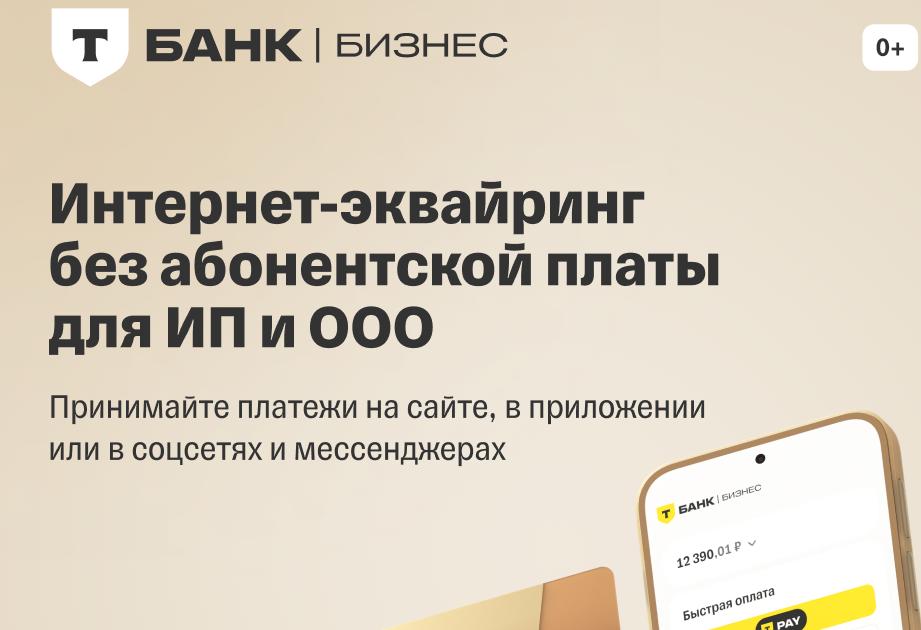 Т БАНК | БИЗНЕС
0+
Интернет-эквайринг
без абонентской платы
для ИП и ООО
Принимайте платежи на сайте, в приложении
или в соцсетях и мессенджерах
Т БАНК | БИЗНЕС
12 390,01 ₽
Быстрая оплата
Т PAY